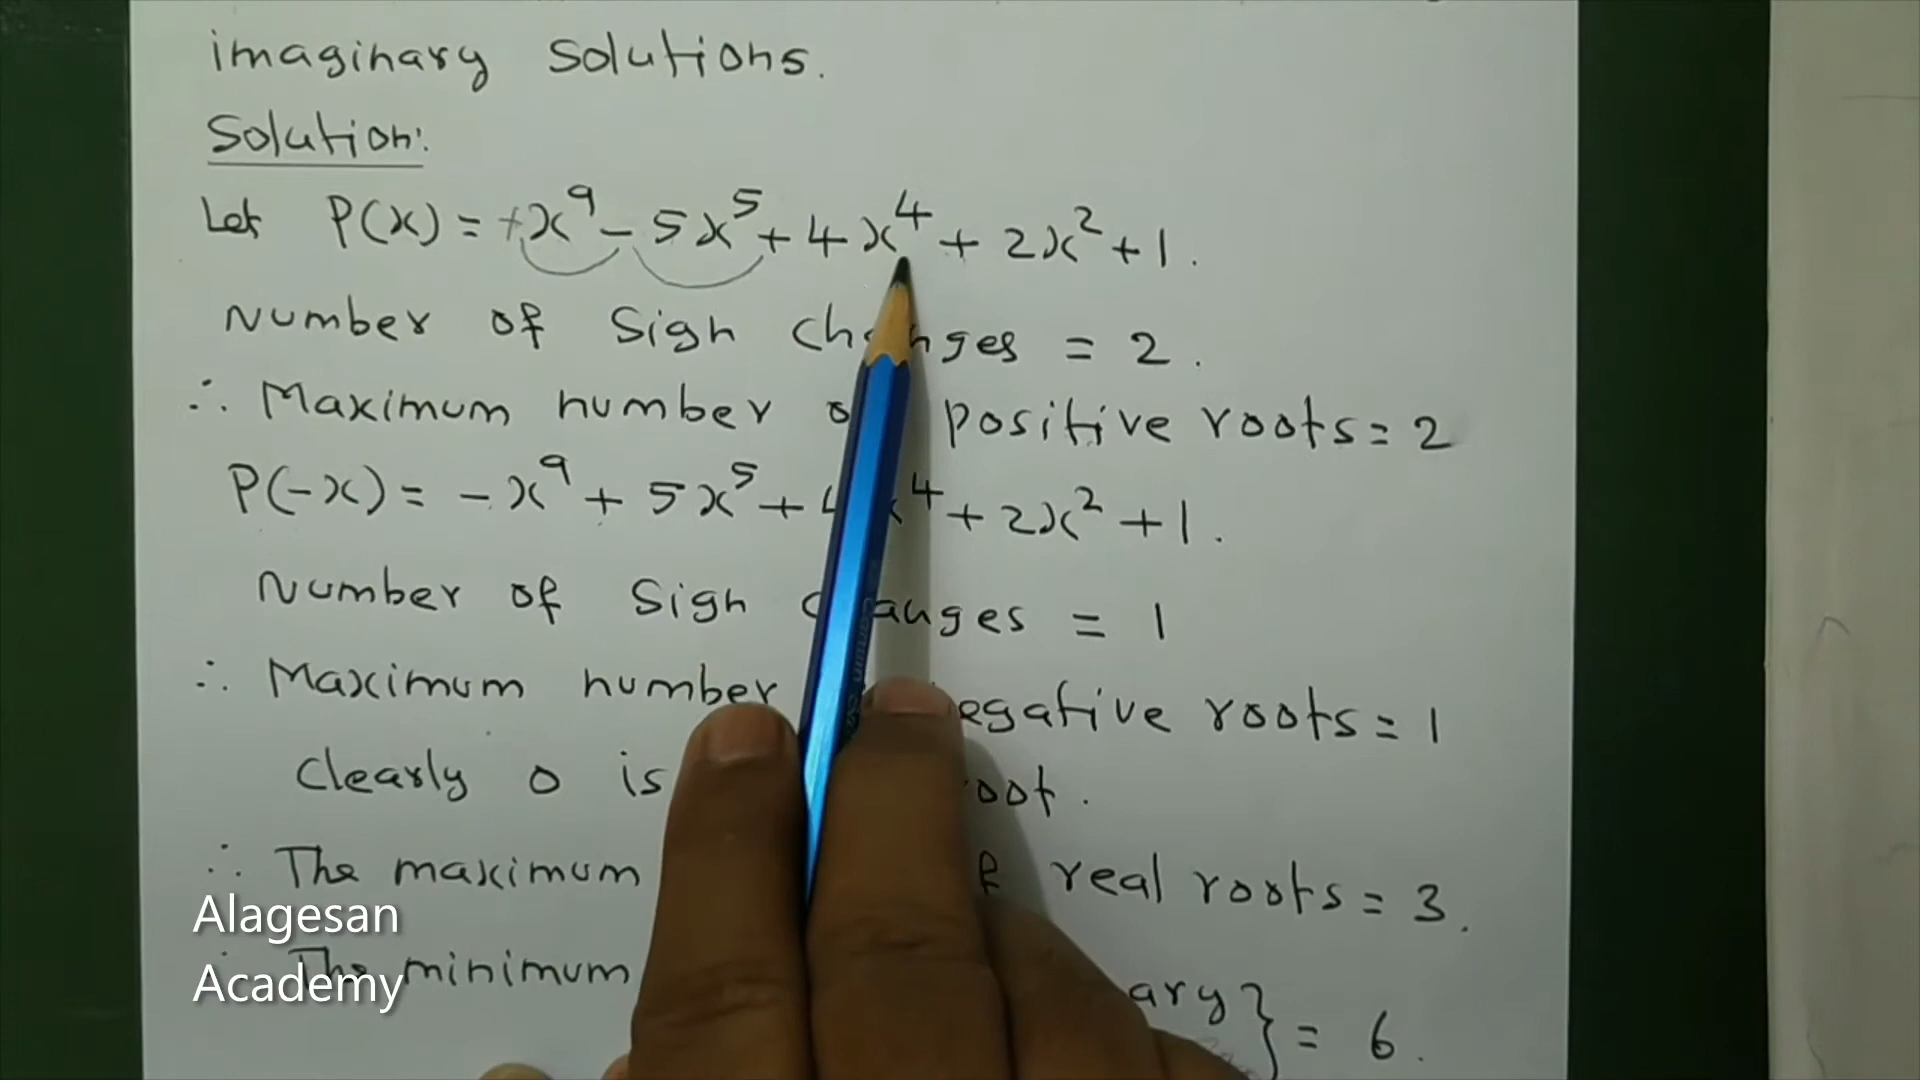 imaginary solutions.
Solution:
Let P(x) = +x⁹ - 5x⁵ + 4x⁴ + 2x² + 1.
Number of Sign changes = 2.
∴ Maximum number positive roots = 2
P(-x) = -x⁹ + 5x⁵ + 4x⁴ + 2x² + 1.
Number of Sign changes = 1
∴ Maximum number negative roots = 1
Clearly 0 is root.
∴ The maximum real roots = 3.
∴ The minimum } = 6.
Alagesan
Academy